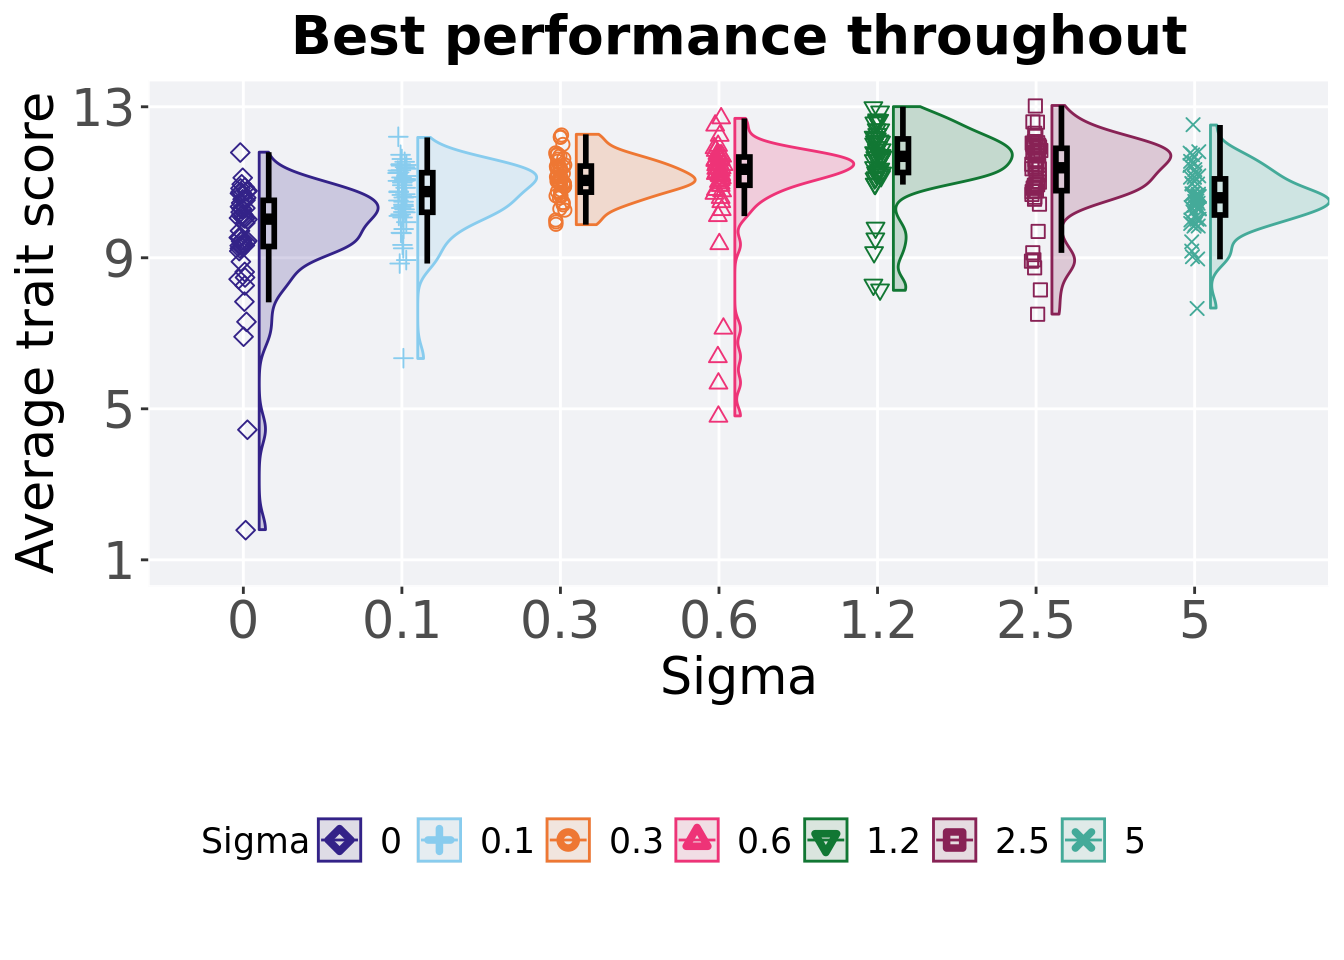 Best performance throughout
Average trait score
13
9
5
1
0 0.1 0.3 0.6 1.2 2.5 5
Sigma
Sigma 0 0.1 0.3 0.6 1.2 2.5 5